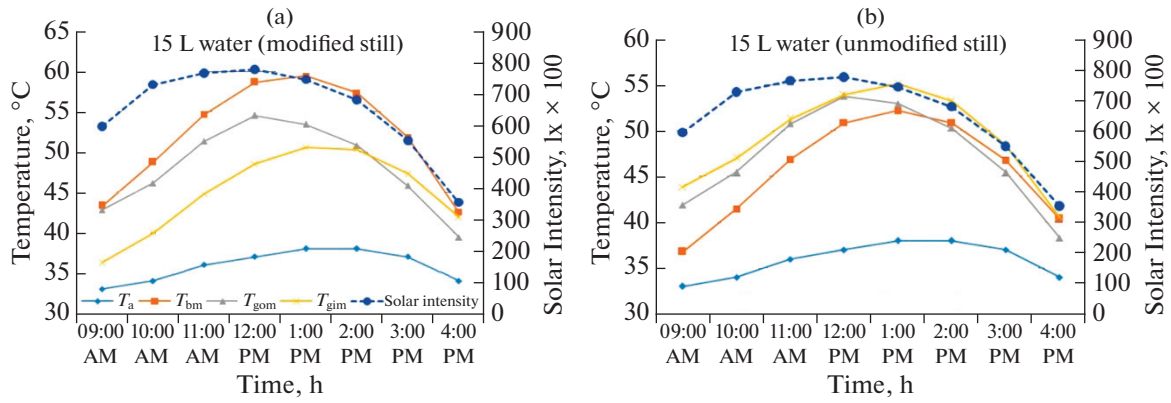 (a)
15 L water (modified still)
Temperature, °C
65
60
55
50
45
40
35
30
Solar Intensity, lx × 100
900
800
700
600
500
400
300
200
100
0
Ta Tbm Tgom Tgim Solar intensity
09:00 10:00 11:00 12:00 1:00 2:00 3:00 4:00
AM AM AM PM PM PM PM PM
Time, h
(b)
15 L water (unmodified still)
Temperature, °C
60
55
50
45
40
35
30
Solar Intensity, lx × 100
900
800
700
600
500
400
300
200
100
0
09:00 10:00 11:00 12:00 1:00 2:00 3:00 4:00
AM AM AM PM PM PM PM PM
Time, h